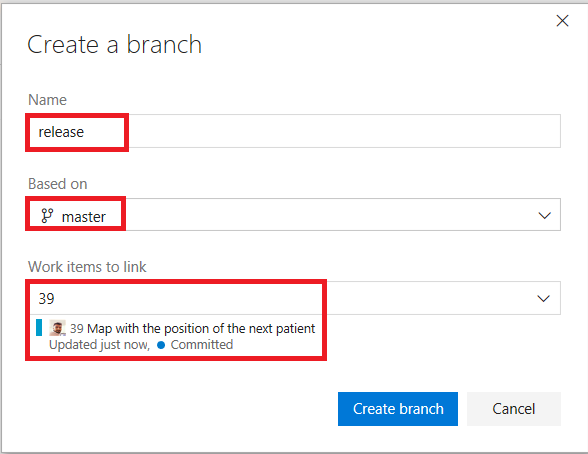 Create a branch
Name
release
Based on
master
Work items to link
39
39 Map with the position of the next patient
Updated just now, Committed
Create branch
Cancel